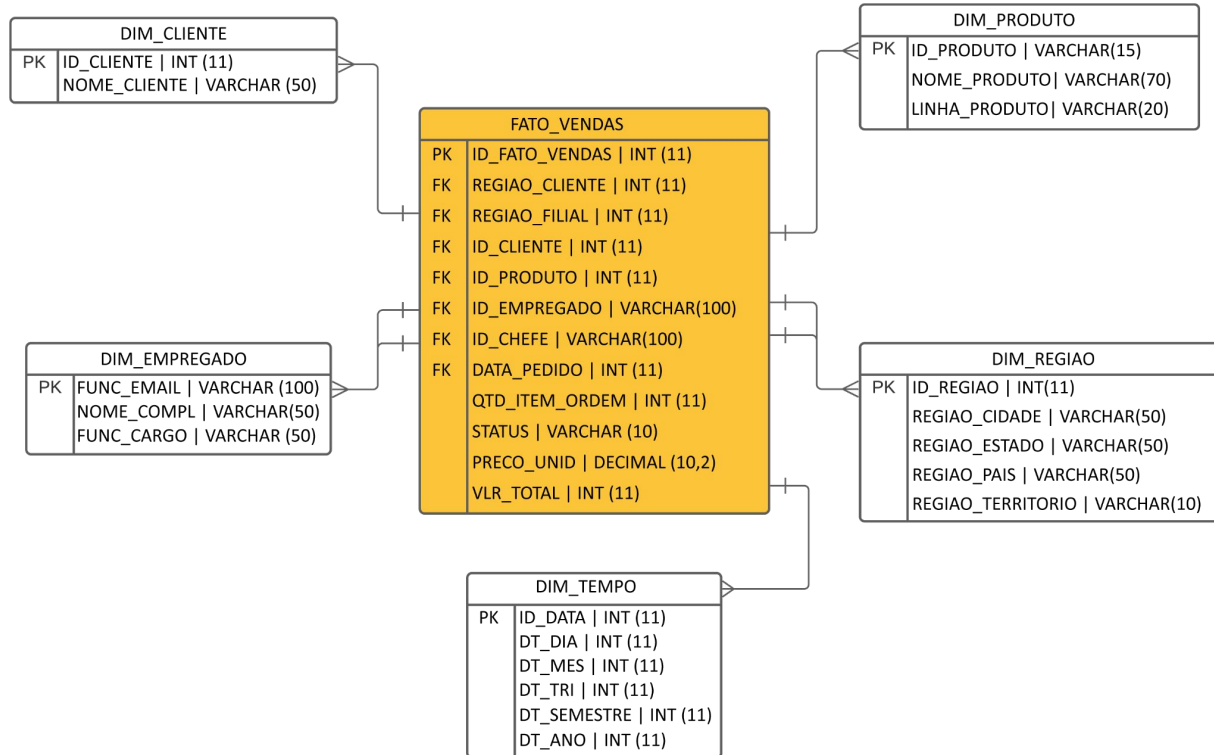 DIM_CLIENTE
PK ID_CLIENTE | INT (11)
NOME_CLIENTE | VARCHAR (50)
DIM_PRODUTO
PK ID_PRODUTO | VARCHAR(15)
NOME_PRODUTO| VARCHAR(70)
LINHA_PRODUTO| VARCHAR(20)
FATO_VENDAS
PK ID_FATO_VENDAS | INT (11)
FK REGIAO_CLIENTE | INT (11)
FK REGIAO_FILIAL | INT (11)
FK ID_CLIENTE | INT (11)
FK ID_PRODUTO | INT (11)
FK ID_EMPREGADO | VARCHAR(100)
FK ID_CHEFE | VARCHAR(100)
FK DATA_PEDIDO | INT (11)
QTD_ITEM_ORDEM | INT (11)
STATUS | VARCHAR (10)
PRECO_UNID | DECIMAL (10,2)
VLR_TOTAL | INT (11)
DIM_EMPREGADO
PK FUNC_EMAIL | VARCHAR (100)
NOME_COMPL | VARCHAR(50)
FUNC_CARGO | VARCHAR (50)
DIM_REGIAO
PK ID_REGIAO | INT(11)
REGIAO_CIDADE | VARCHAR(50)
REGIAO_ESTADO | VARCHAR(50)
REGIAO_PAIS | VARCHAR(50)
REGIAO_TERRITORIO | VARCHAR(10)
DIM_TEMPO
PK ID_DATA | INT (11)
DT_DIA | INT (11)
DT_MES | INT (11)
DT_TRI | INT (11)
DT_SEMESTRE | INT (11)
DT_ANO | INT (11)